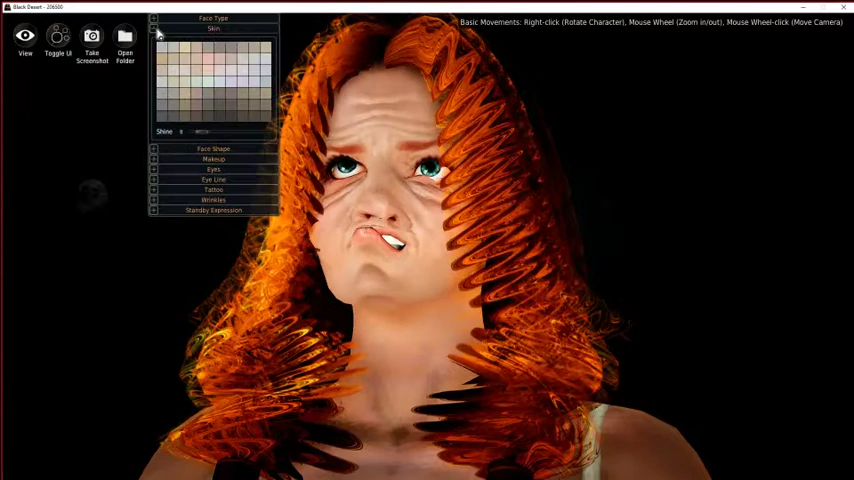 Black Desert - 206500
Basic Movements: Right-click (Rotate Character), Mouse Wheel (Zoom in/out), Mouse Wheel-click (Move Camera)
View
Toggle UI
Take Screenshot
Open Folder
Face Type
Skin
Shine
Face Shape
Makeup
Eyes
Eye Line
Tattoo
Wrinkles
Standby Expression